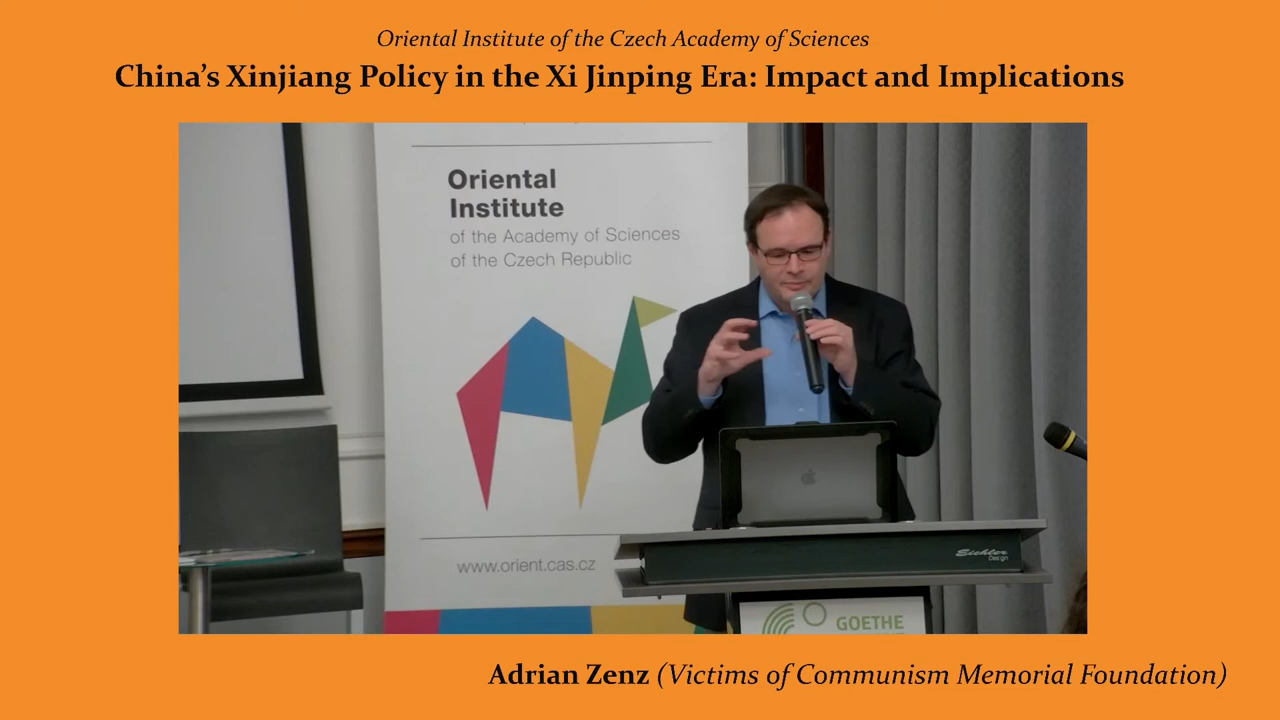 Oriental Institute of the Czech Academy of Sciences
China's Xinjiang Policy in the Xi Jinping Era: Impact and Implications
Oriental
Institute
of the Academy of Sciences
of the Czech Republic
www.orient.cas.cz
Eichler
Design
GOETHE
Adrian Zenz (Victims of Communism Memorial Foundation)